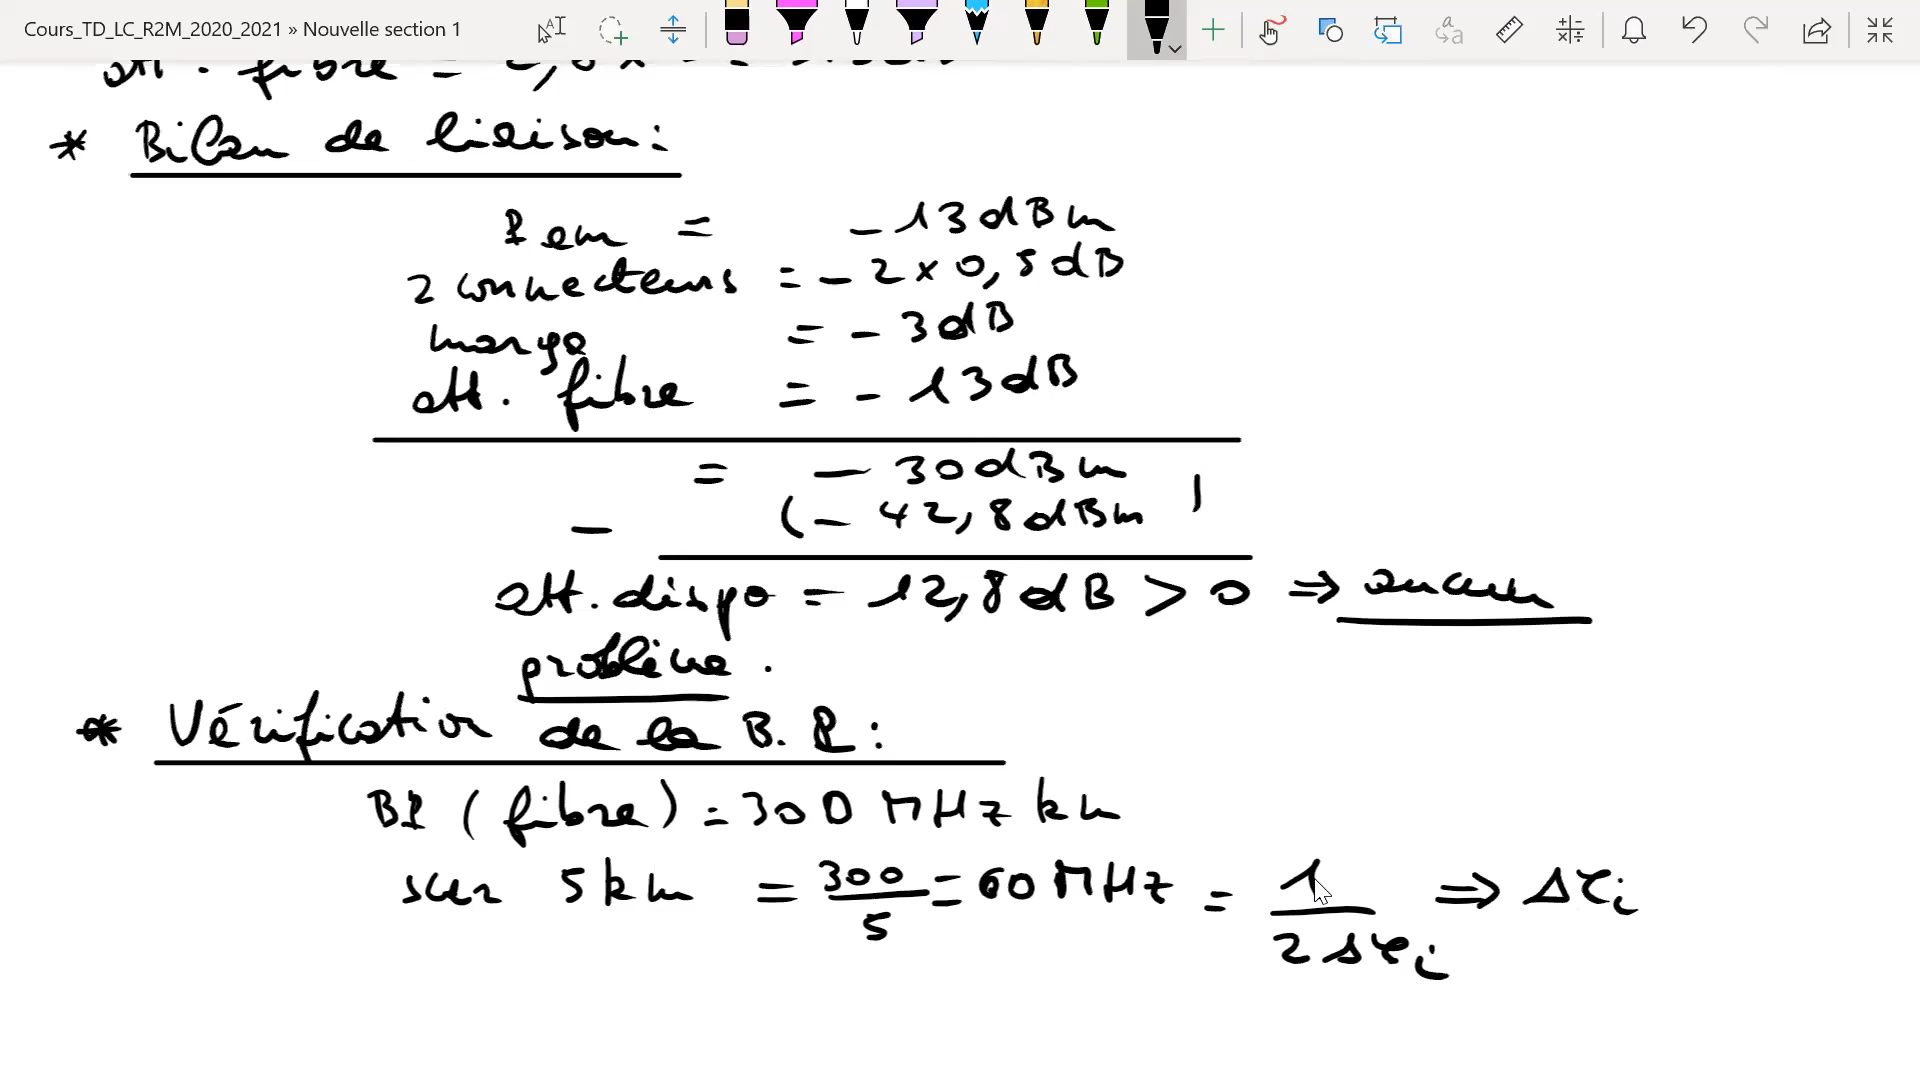 Cours_TD_LC_R2M_2020_2021 » Nouvelle section 1
att. fibre =
* Bilan de liaison :
Pem = - 13 dBm
2 connecteurs = - 2 x 0,5 dB
marge = - 3 dB
att. fibre = - 13 dB
= - 30 dBm
- (- 42,8 dBm )
att. dispo = 12,8 dB > 0 ⇒ aucun
problème .
* Vérification de la B.P. :
BP (fibre) = 300 MHz km
sur 5 km = 300/5 = 60 MHz = 1/2Δτi ⇒ Δτi